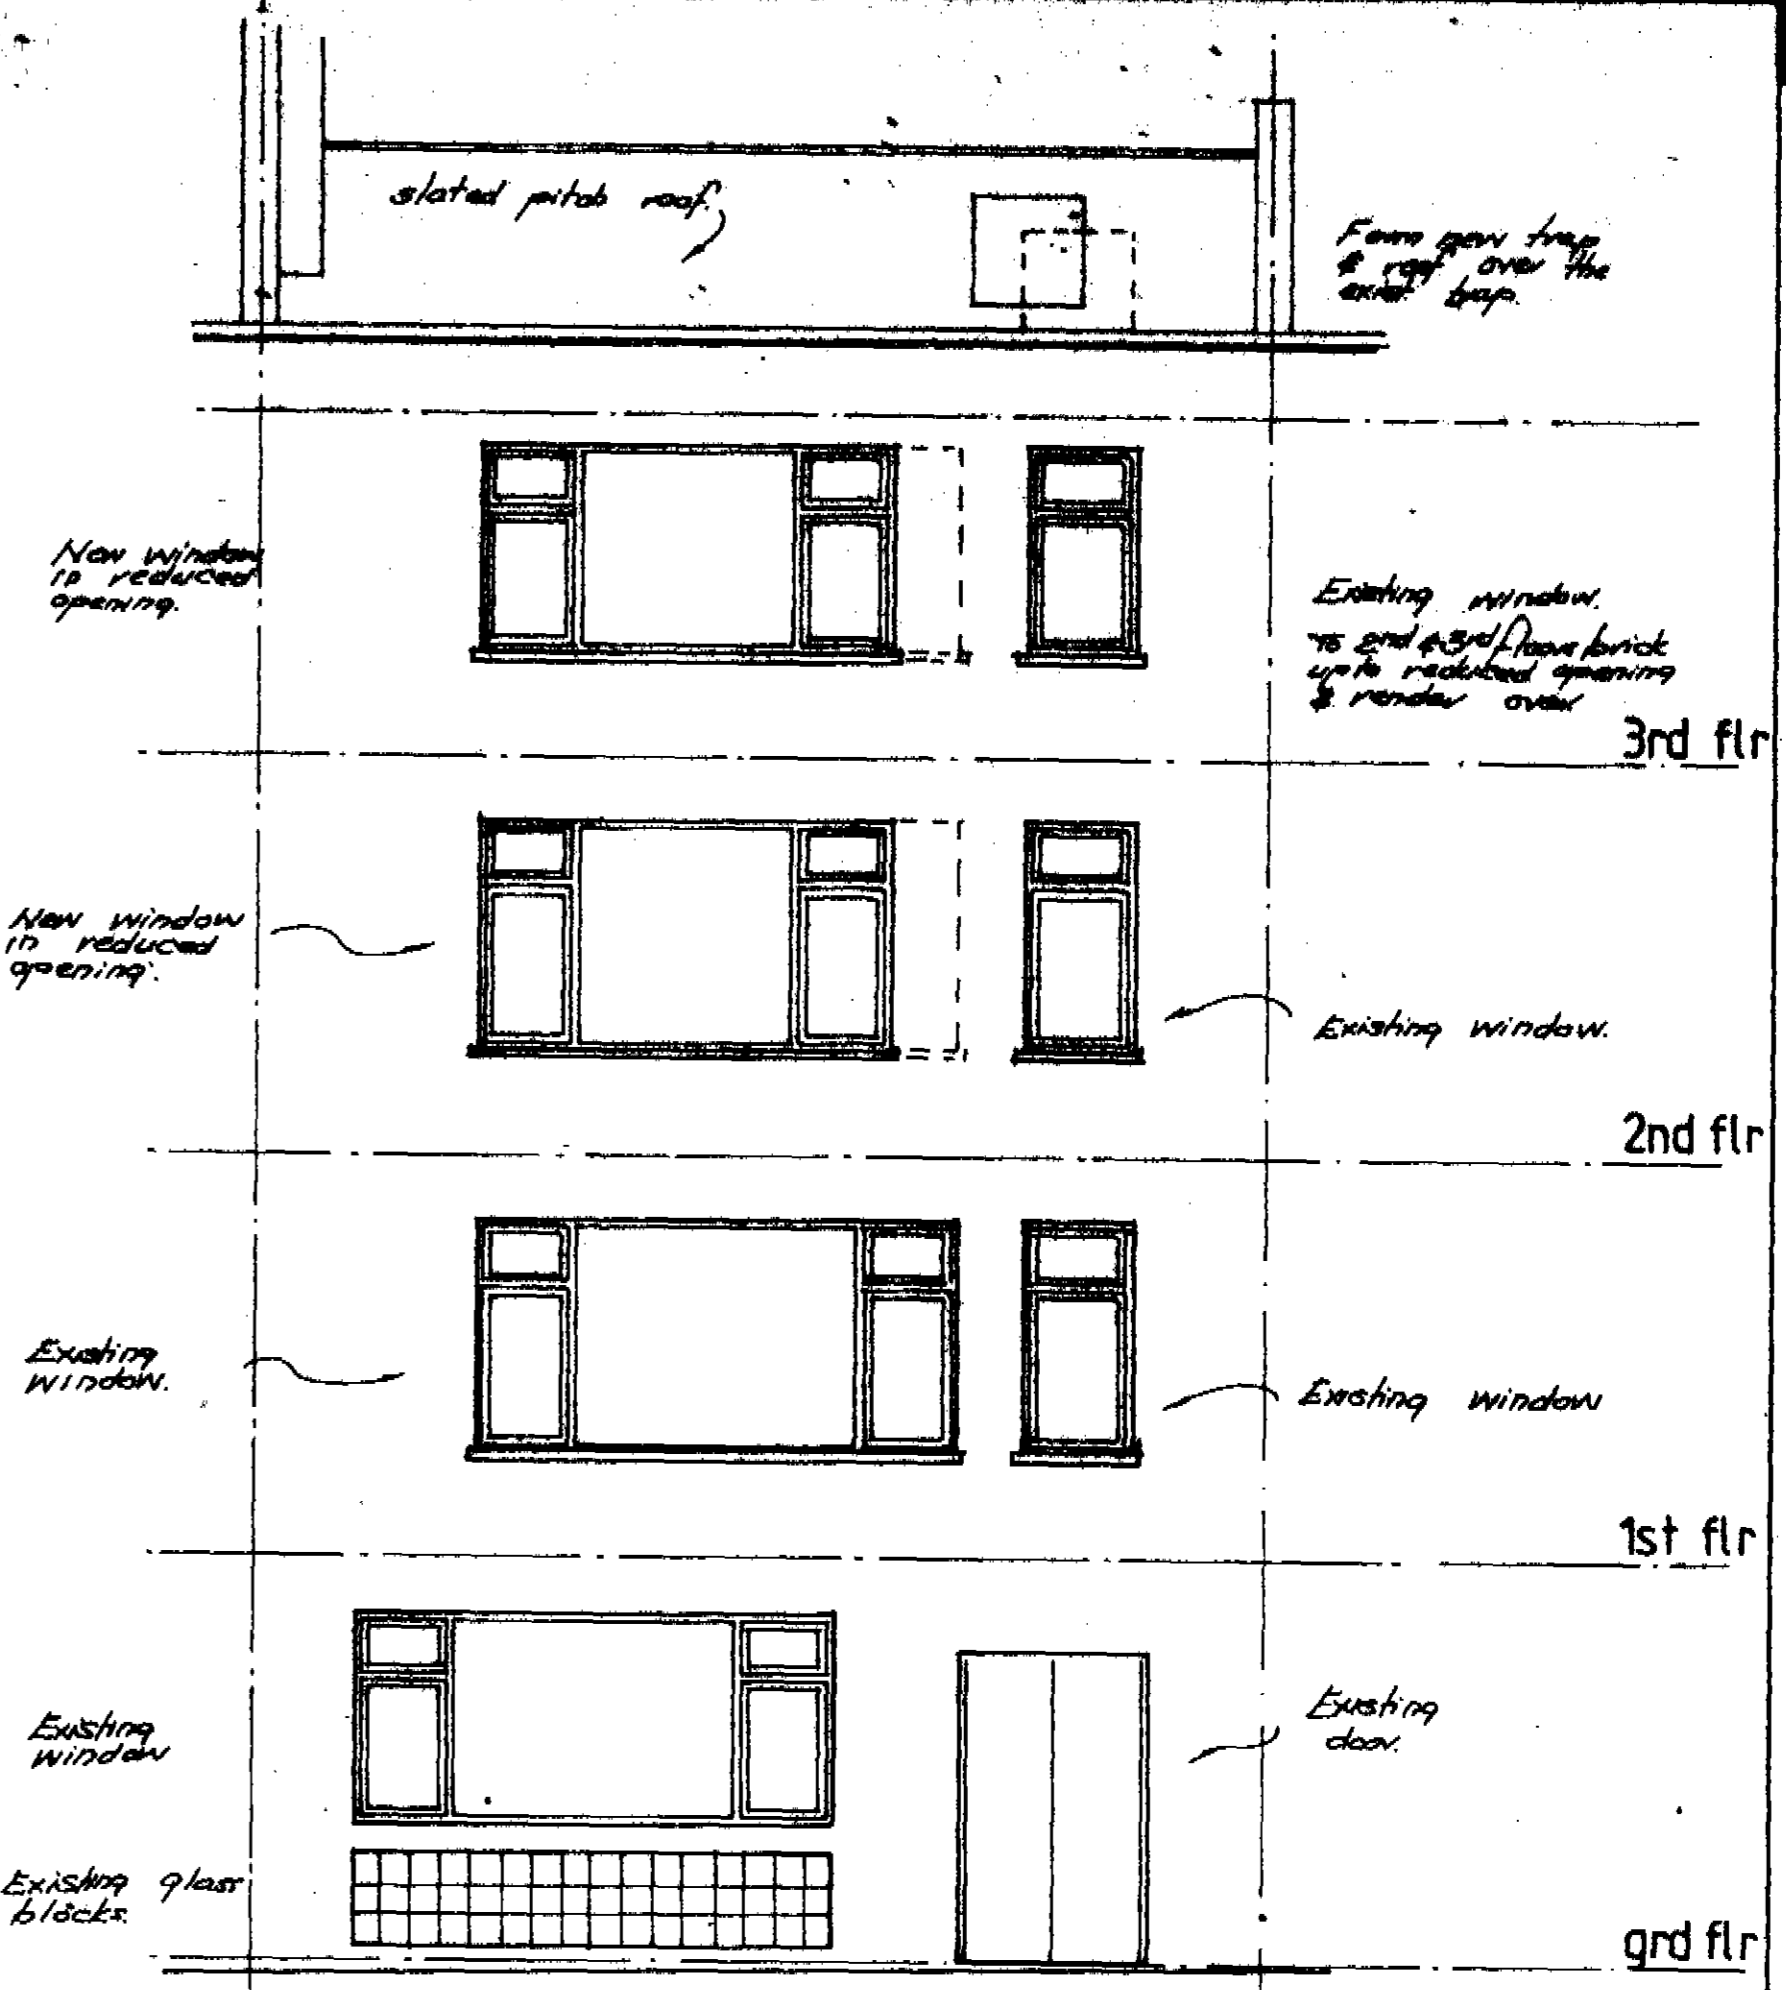 slated pitch roof.
Form new trap
& roof over the
exist. trap.
New window
in reduced
opening.
Existing window.
To 2nd & 3rd floors brick
up to reduced opening
& render over
3rd flr
New window
in reduced
opening.
Existing window.
2nd flr
Existing
window.
Existing window
1st flr
Existing
window
Existing
door.
Existing glass
blocks.
grd flr